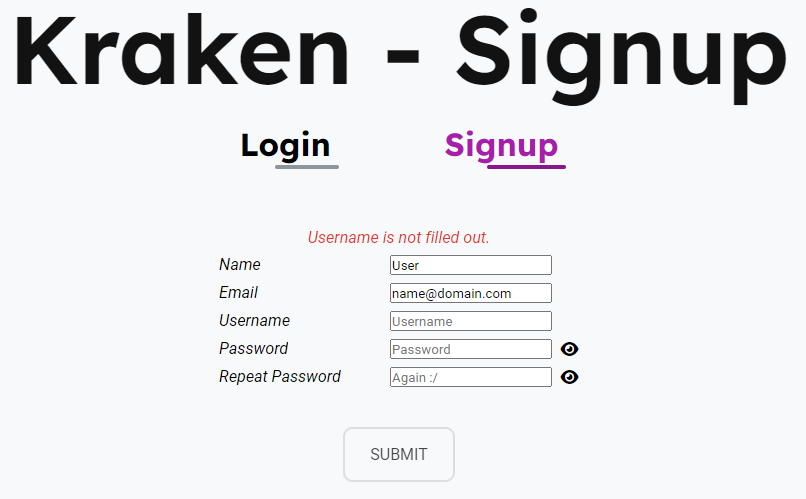 Kraken - Signup
Login Signup
Username is not filled out.
Name User
Email name@domain.com
Username Username
Password Password
Repeat Password Again :/
SUBMIT